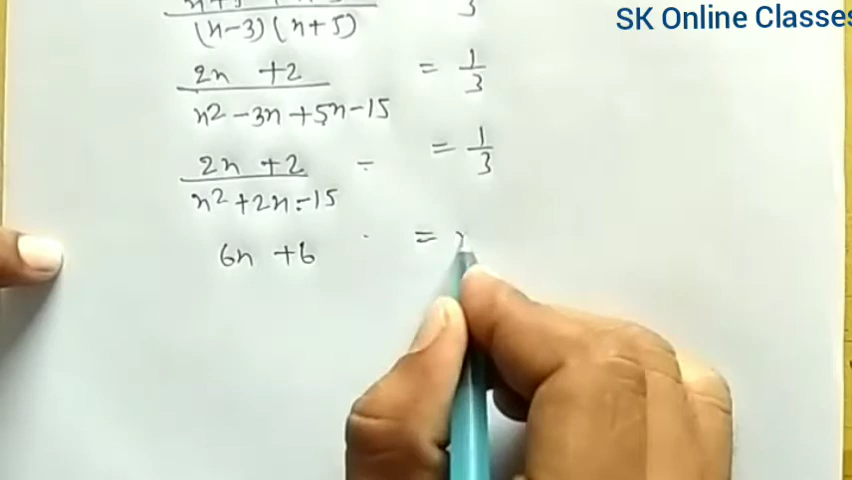 SK Online Classes
3
(x-3)(x+5)
2x + 2 = 1/3
x² - 3x + 5x - 15
2x + 2 = 1/3
x² + 2x - 15
6x + 6 =